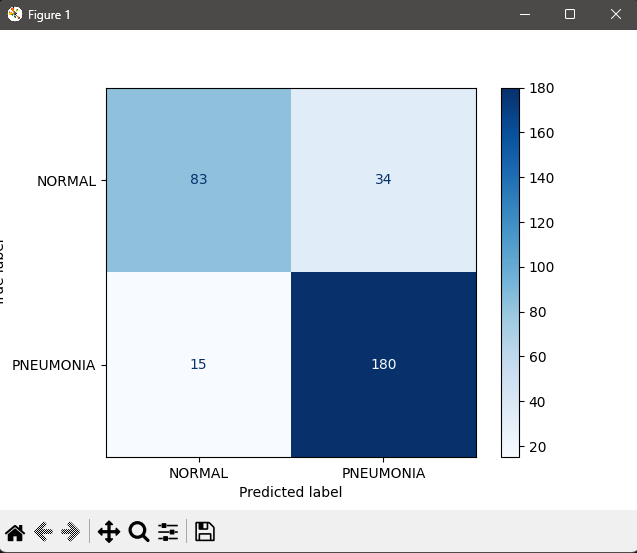 Figure 1
180
160
140
120
100
80
60
40
20
NORMAL
83
34
PNEUMONIA
15
180
NORMAL
PNEUMONIA
Predicted label